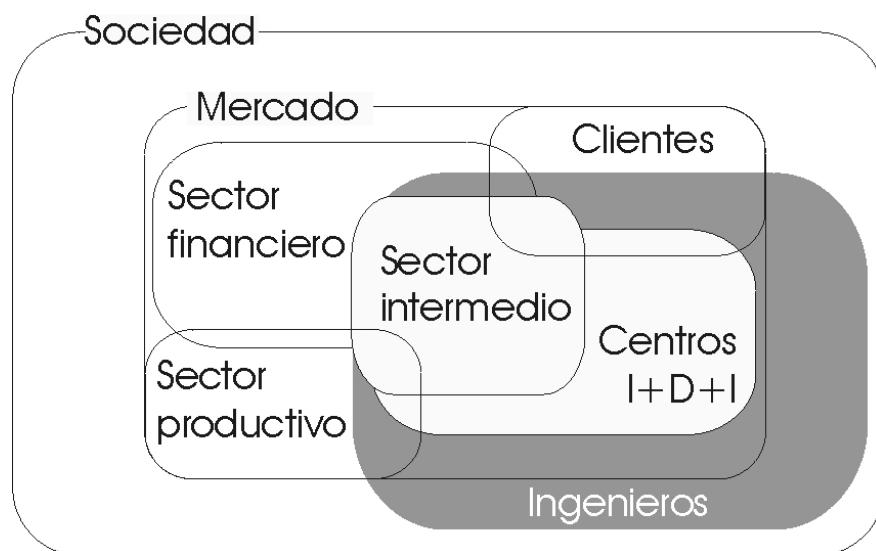 Sociedad
Mercado
Clientes
Sector
financiero
Sector
intermedio
Centros
I+D+I
Sector
productivo
Ingenieros